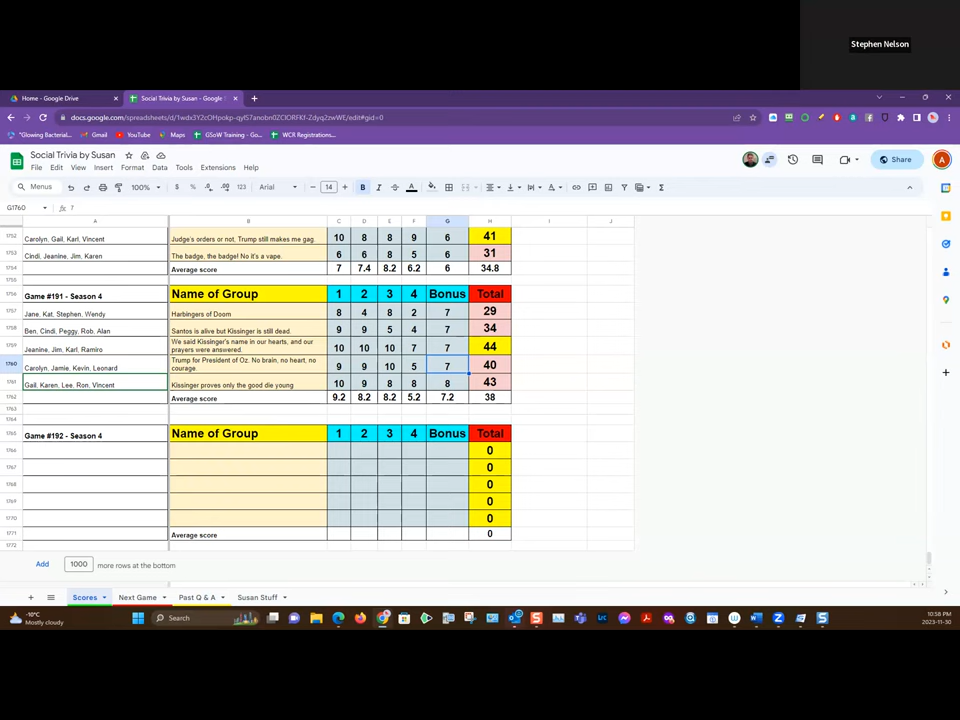 Stephen Nelson
Home - Google Drive
Social Trivia by Susan - Google
docs.google.com/spreadsheets/d/
/edit#gid=0
"Glowing Bacterial... Gmail YouTube Maps GSoW Training - Go... WCR Registrations...
Social Trivia by Susan
File Edit View Insert Format Data Tools Extensions Help
Share
Menus 100% $ % .0 .00 123 Arial 14 B I A
G1760 fx 7
A B C D E F G H I J
1752 Carolyn, Gail, Karl, Vincent Judge's orders or not, Trump still makes me gag. 10 8 8 9 6 41
1753 Cindi, Jeanine, Jim, Karen The badge, the badge! No it's a vape. 6 6 8 5 6 31
1754 Average score 7 7.4 8.2 6.2 6 34.8
1755
1756 Game #191 - Season 4 Name of Group 1 2 3 4 Bonus Total
1757 Jane, Kat, Stephen, Wendy Harbingers of Doom 8 4 8 2 7 29
1758 Ben, Cindi, Peggy, Rob, Alan Santos is alive but Kissinger is still dead. 9 9 5 4 7 34
We said Kissinger's name in our hearts, and our
1759 Jeanine, Jim, Karl, Ramiro prayers were answered. 10 10 10 7 7 44
Trump for President of Oz. No brain, no heart, no
1760 Carolyn, Jamie, Kevin, Leonard courage. 9 9 10 5 7 40
1761 Gail, Karen, Lee, Ron, Vincent Kissinger proves only the good die young 10 9 8 8 8 43
1762 Average score 9.2 8.2 8.2 5.2 7.2 38
1763
1764
1765 Game #192 - Season 4 Name of Group 1 2 3 4 Bonus Total
1766 0
1767 0
1768 0
1769 0
1770 0
1771 Average score 0
1772
Add 1000 more rows at the bottom
Scores Next Game Past Q & A Susan Stuff
-10°C
Mostly cloudy
Search
10:58 PM
2023-11-30